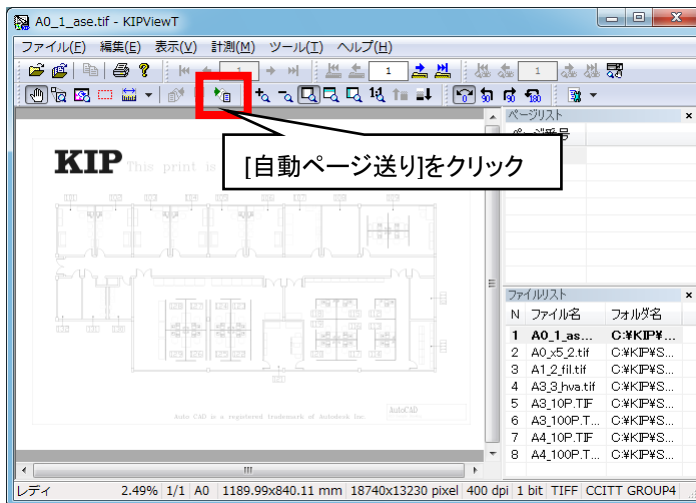 A0_1_ase.tif - KIPViewT
ファイル(F) 編集(E) 表示(V) 計測(M) ツール(T) ヘルプ(H)
1
1
1
ページリスト
[自動ページ送り]をクリック
KIP This print is
ファイルリスト
N ファイル名 フォルダ名
1 A0_1_as... C:¥KIP¥...
2 A0_x5_2.tif C:¥KIP¥S...
3 A1_2_fil.tif C:¥KIP¥S...
4 A3_3_hva.tif C:¥KIP¥S...
5 A3_10P.TIF C:¥KIP¥S...
6 A3_100P.T... C:¥KIP¥S...
7 A4_10P.TIF C:¥KIP¥S...
8 A4_100P.T... C:¥KIP¥S...
AutoCAD
Auto CAD is a registered trademark of Autodesk Inc.
レディ 2.49% 1/1 A0 1189.99x840.11 mm 18740x13230 pixel 400 dpi 1 bit TIFF CCITT GROUP4